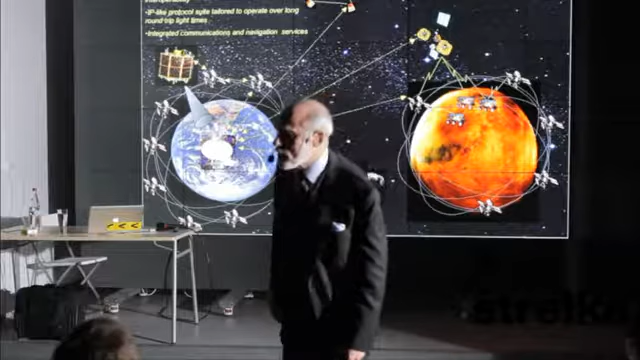 •IP-like protocol suite tailored to operate over long
round trip light times
•Integrated communications and navigation services
strelka